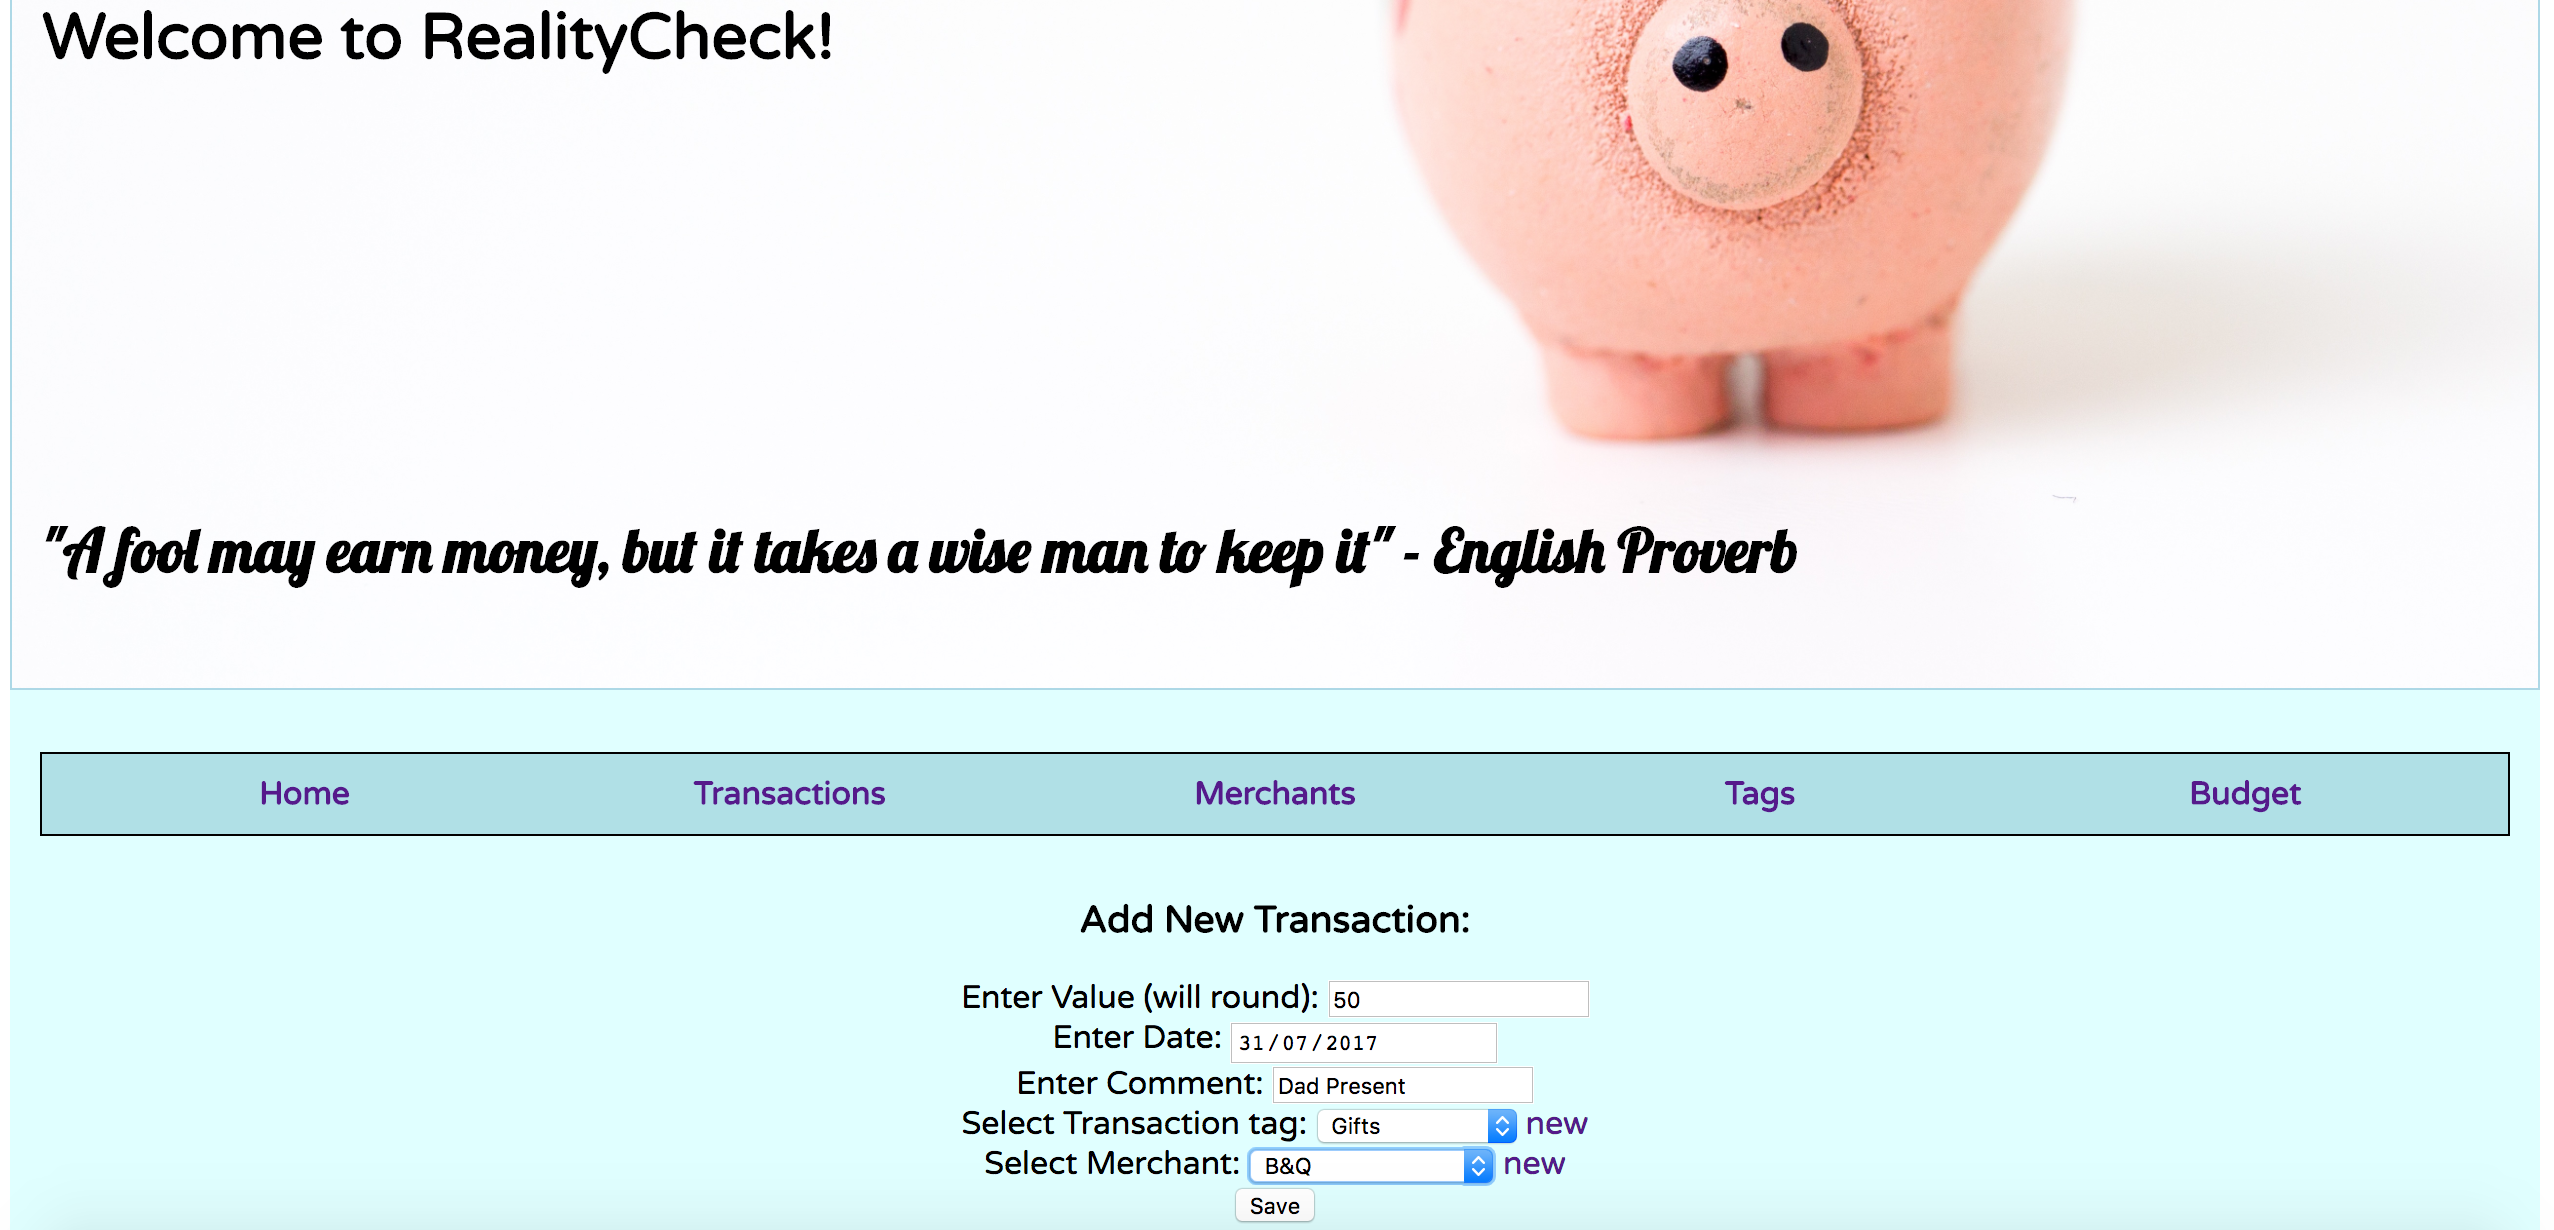 Welcome to RealityCheck!
"A fool may earn money, but it takes a wise man to keep it" - English Proverb
Home Transactions Merchants Tags Budget
Add New Transaction:
Enter Value (will round): 50
Enter Date: 31/07/2017
Enter Comment: Dad Present
Select Transaction tag: Gifts new
Select Merchant: B&Q new
Save